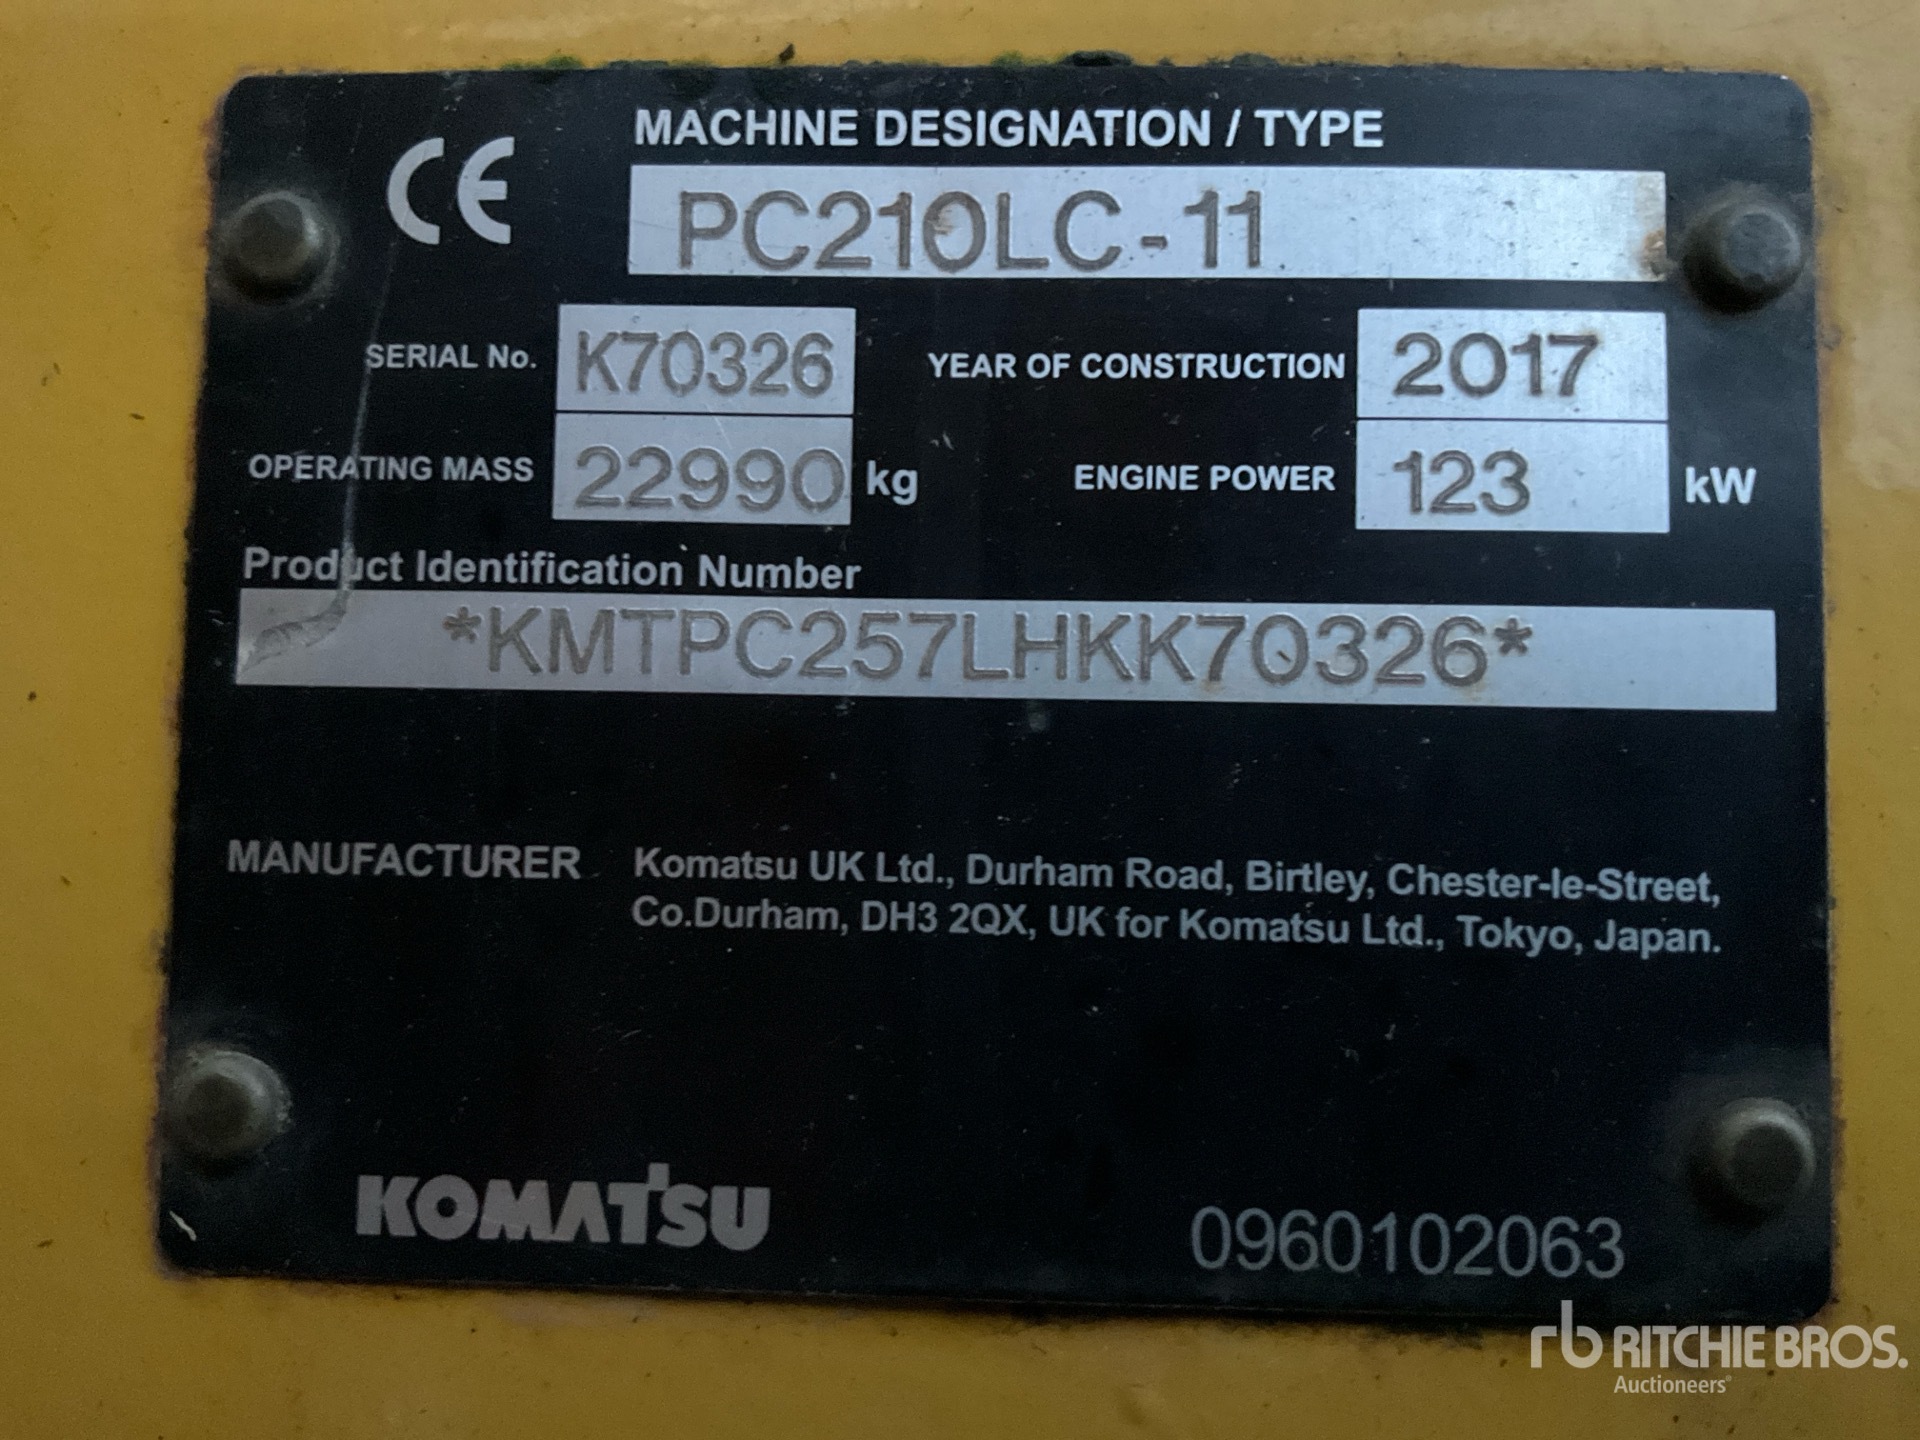 CE
MACHINE DESIGNATION / TYPE
PC210LC-11
SERIAL No. K70326 YEAR OF CONSTRUCTION 2017
OPERATING MASS 22990 kg ENGINE POWER 123 kW
Product Identification Number
*KMTPC257LHKK70326*
MANUFACTURER Komatsu UK Ltd., Durham Road, Birtley, Chester-le-Street,
Co.Durham, DH3 2QX, UK for Komatsu Ltd., Tokyo, Japan.
KOMATSU 0960102063
rb RITCHIE BROS.
Auctioneers